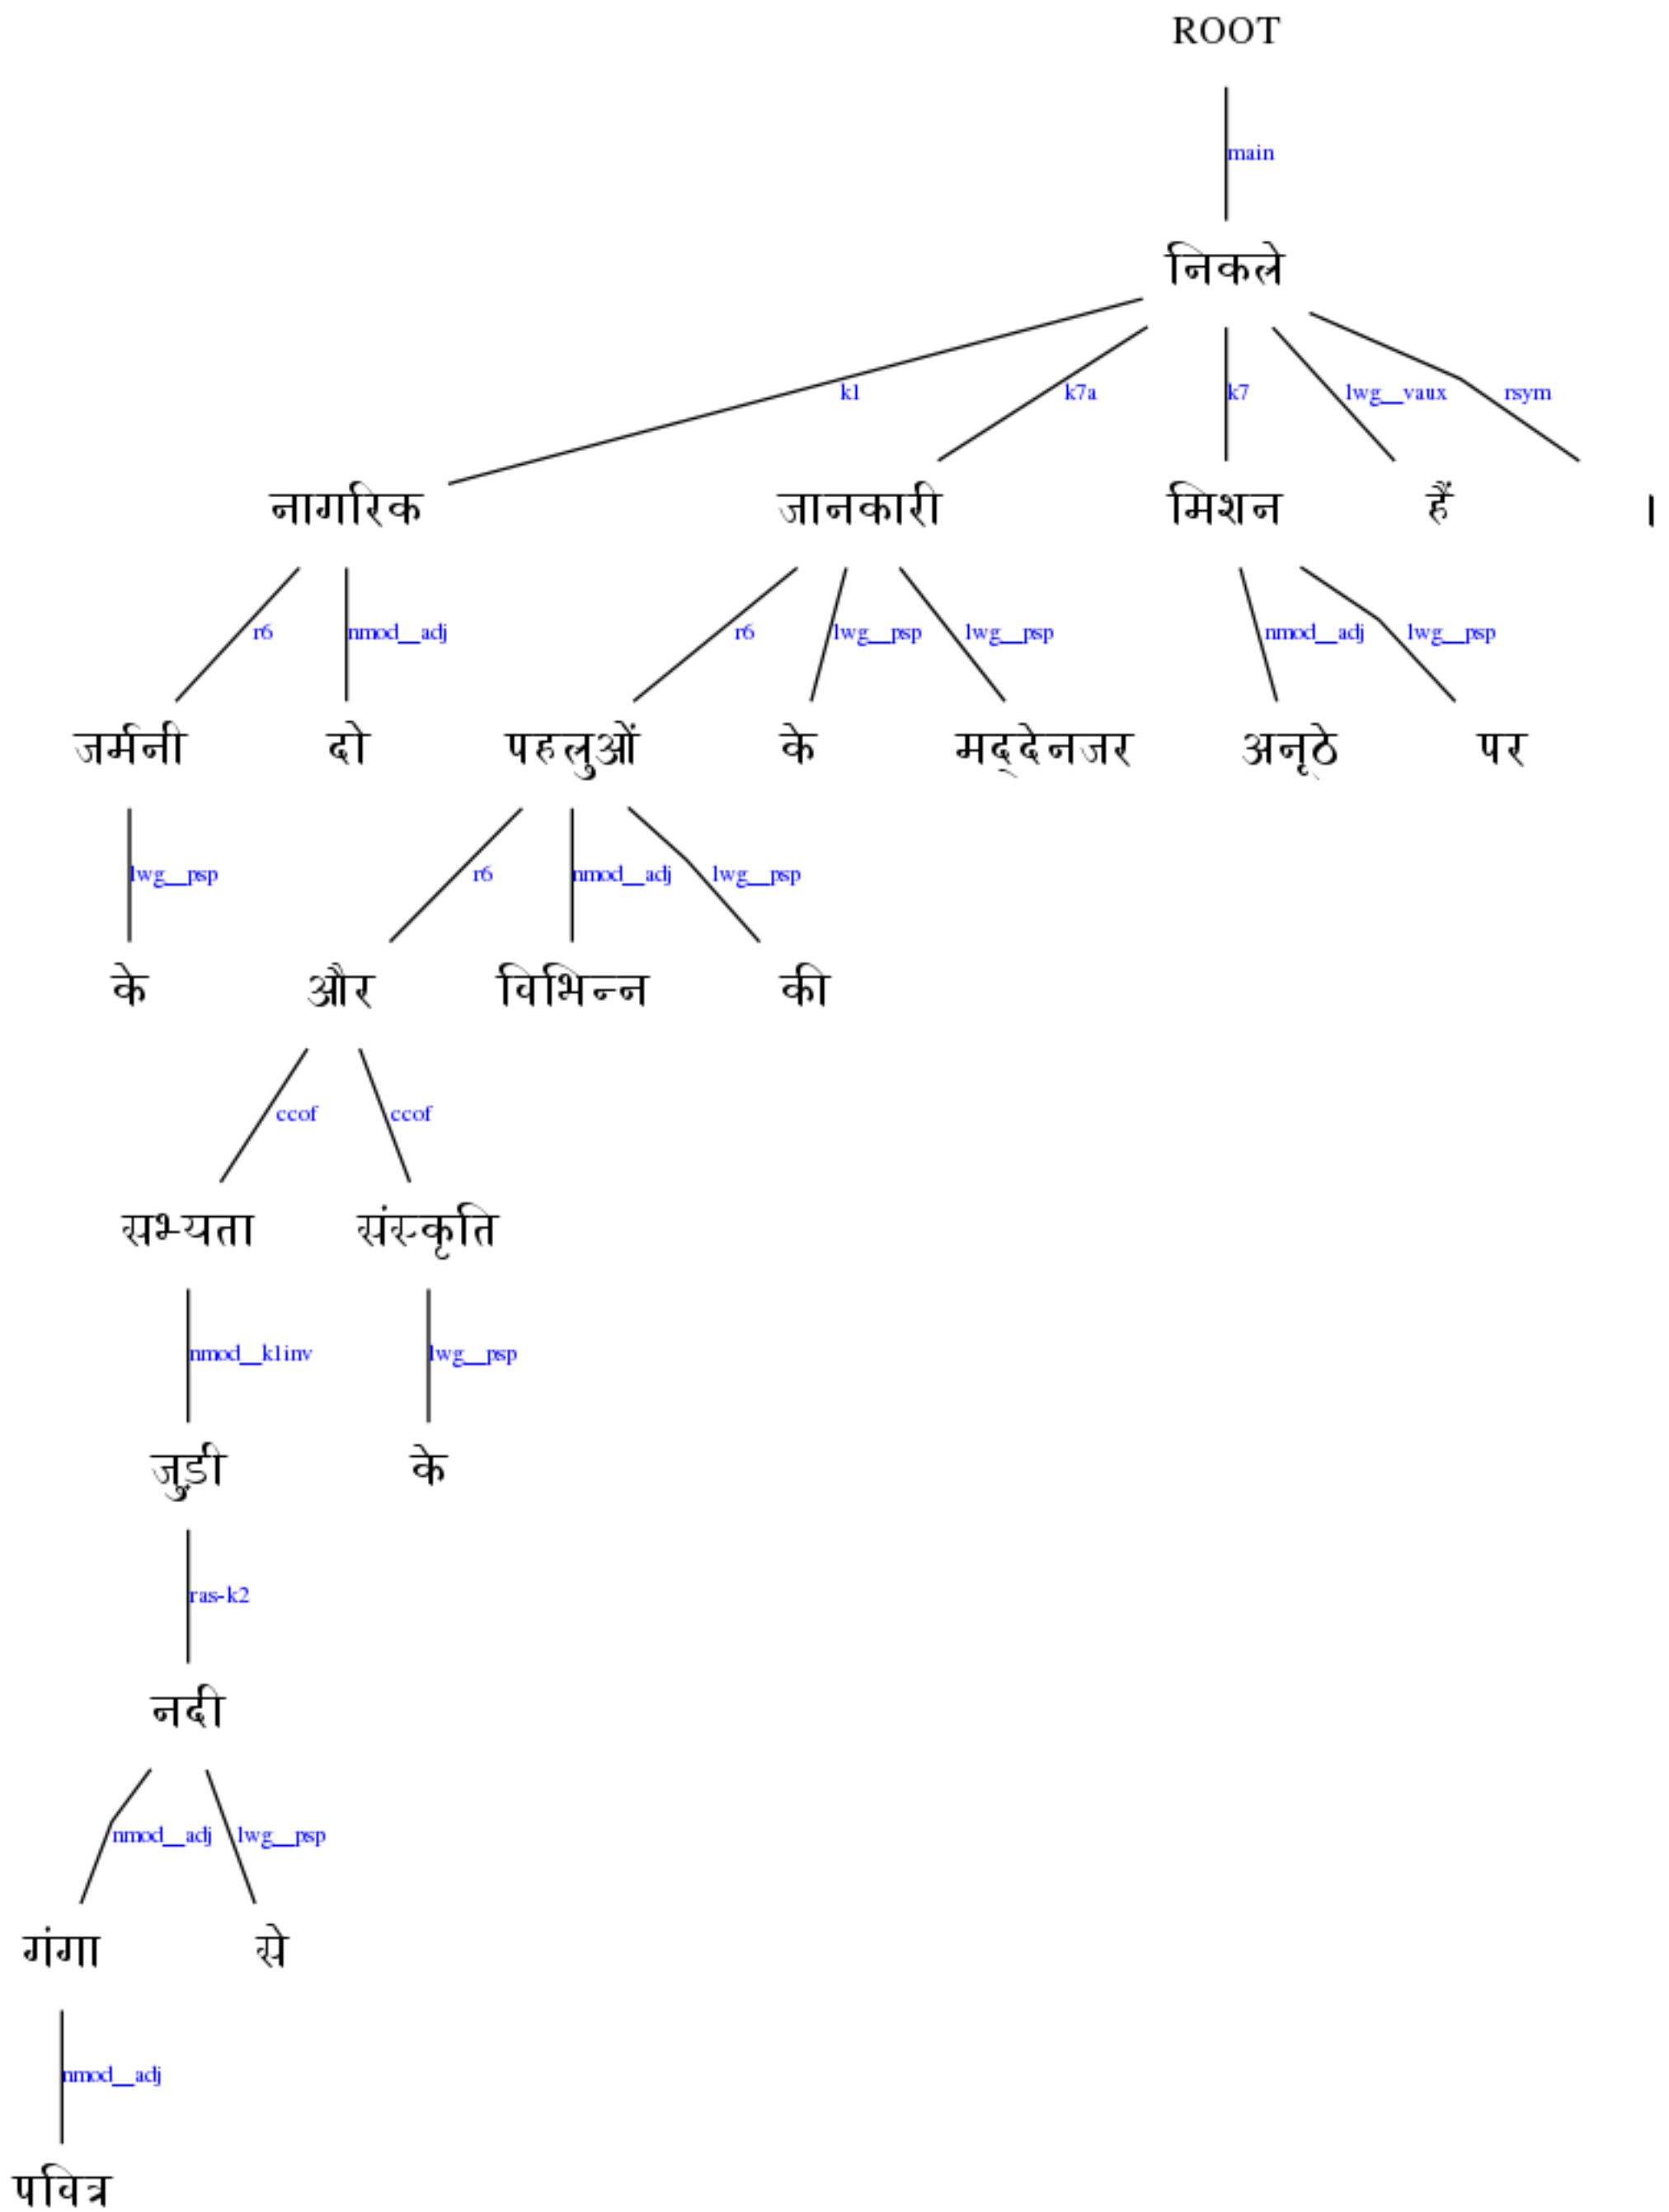 ROOT
main
निकले
k1 k7a k7 lwg__vaux rsym
नागरिक जानकारी मिशन हैं ।
r6 nmod__adj r6 lwg__psp lwg__psp nmod__adj lwg__psp
जर्मनी दो पहलुओं के मद्देनजर अनूठे पर
lwg__psp r6 nmod__adj lwg__psp
के और विभिन्न की
ccof ccof
सभ्यता संस्कृति
nmod__k1inv lwg__psp
जुड़ी के
ras-k2
नदी
nmod__adj lwg__psp
गंगा से
nmod__adj
पवित्र